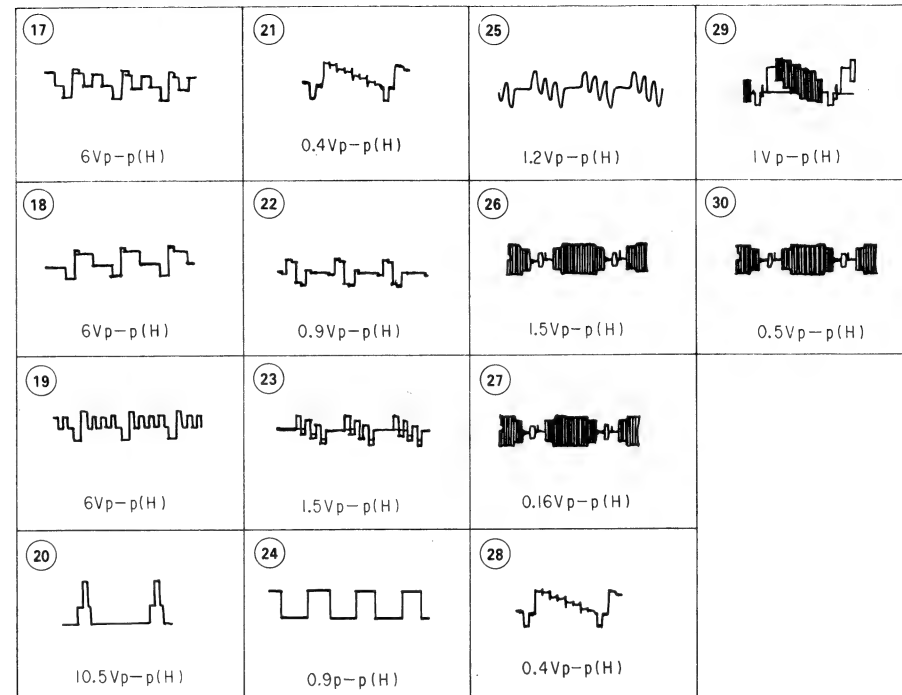 17 21 25 29
6Vp-p(H) 0.4Vp-p(H) 1.2Vp-p(H) 1Vp-p(H)
18 22 26 30
6Vp-p(H) 0.9Vp-p(H) 1.5Vp-p(H) 0.5Vp-p(H)
19 23 27
6Vp-p(H) 1.5Vp-p(H) 0.16Vp-p(H)
20 24 28
10.5Vp-p(H) 0.9p-p(H) 0.4Vp-p(H)